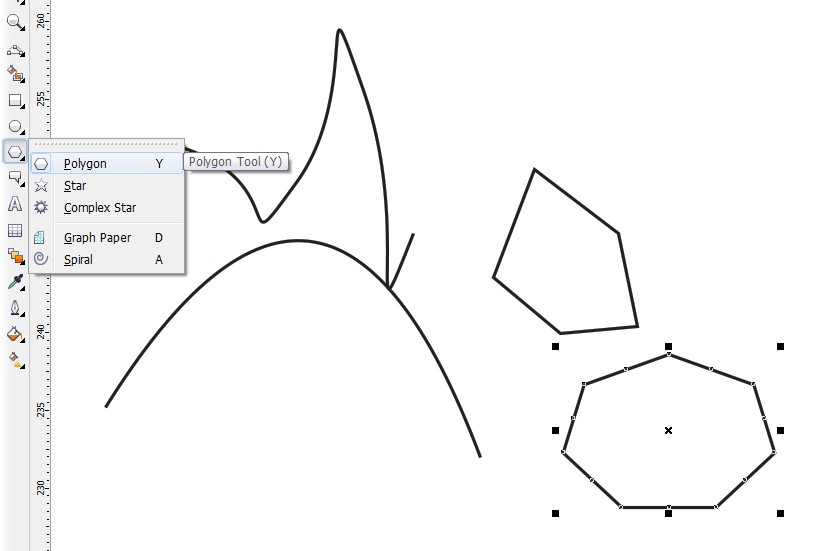 260
255
Polygon Y
Polygon Tool (Y)
Star
Complex Star
Graph Paper D
Spiral A
240
235
230